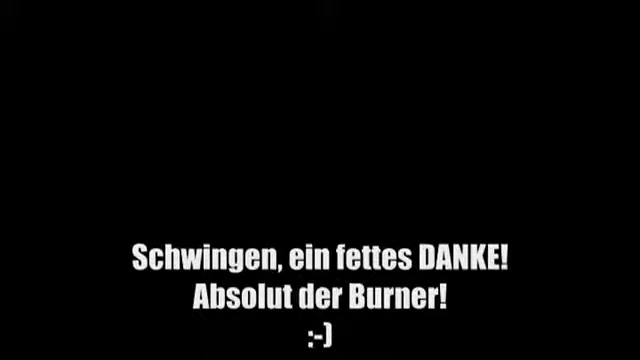 Schwingen, ein fettes DANKE!
Absolut der Burner!
:-)